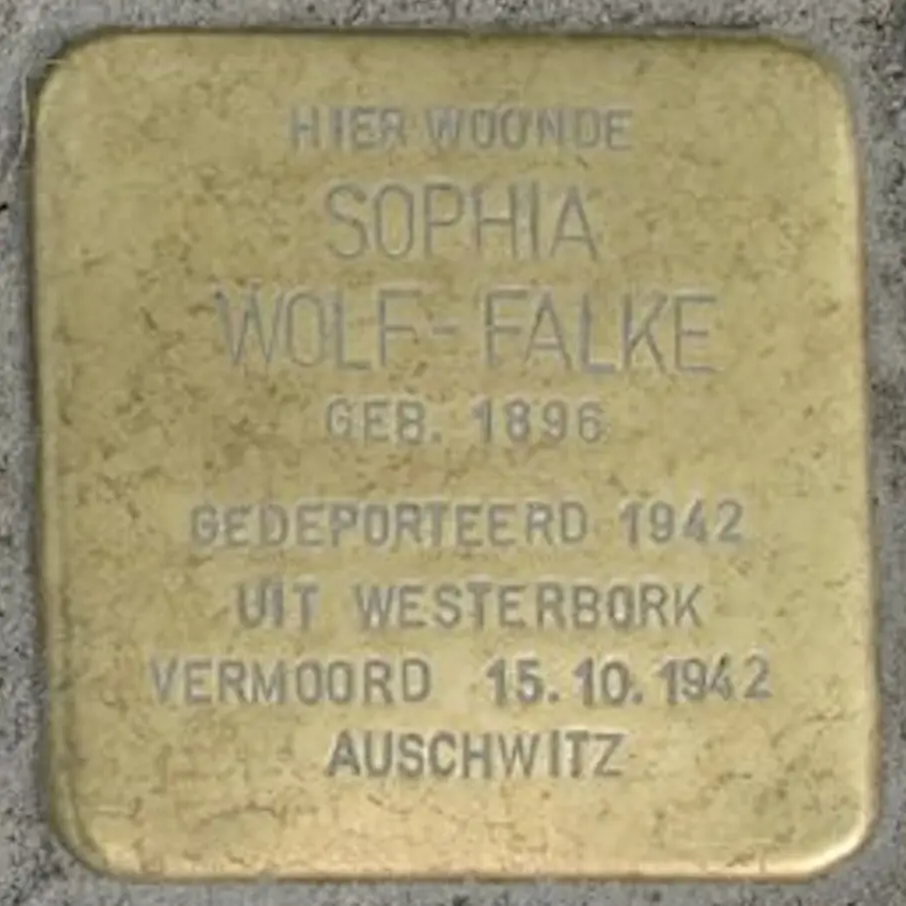 HIER WOONDE
SOPHIA
WOLF-FALKE
GEB. 1896
GEDEPORTEERD 1942
UIT WESTERBORK
VERMOORD 15.10.1942
AUSCHWITZ